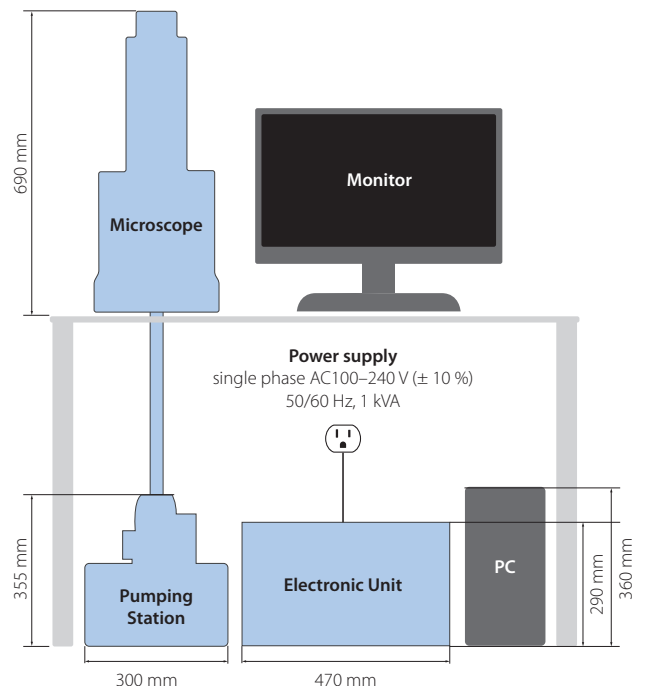 690 mm
Microscope
Monitor
Power supply
single phase AC100–240 V (± 10 %)
50/60 Hz, 1 kVA
355 mm
Pumping
Station
Electronic Unit
PC
290 mm
360 mm
300 mm
470 mm